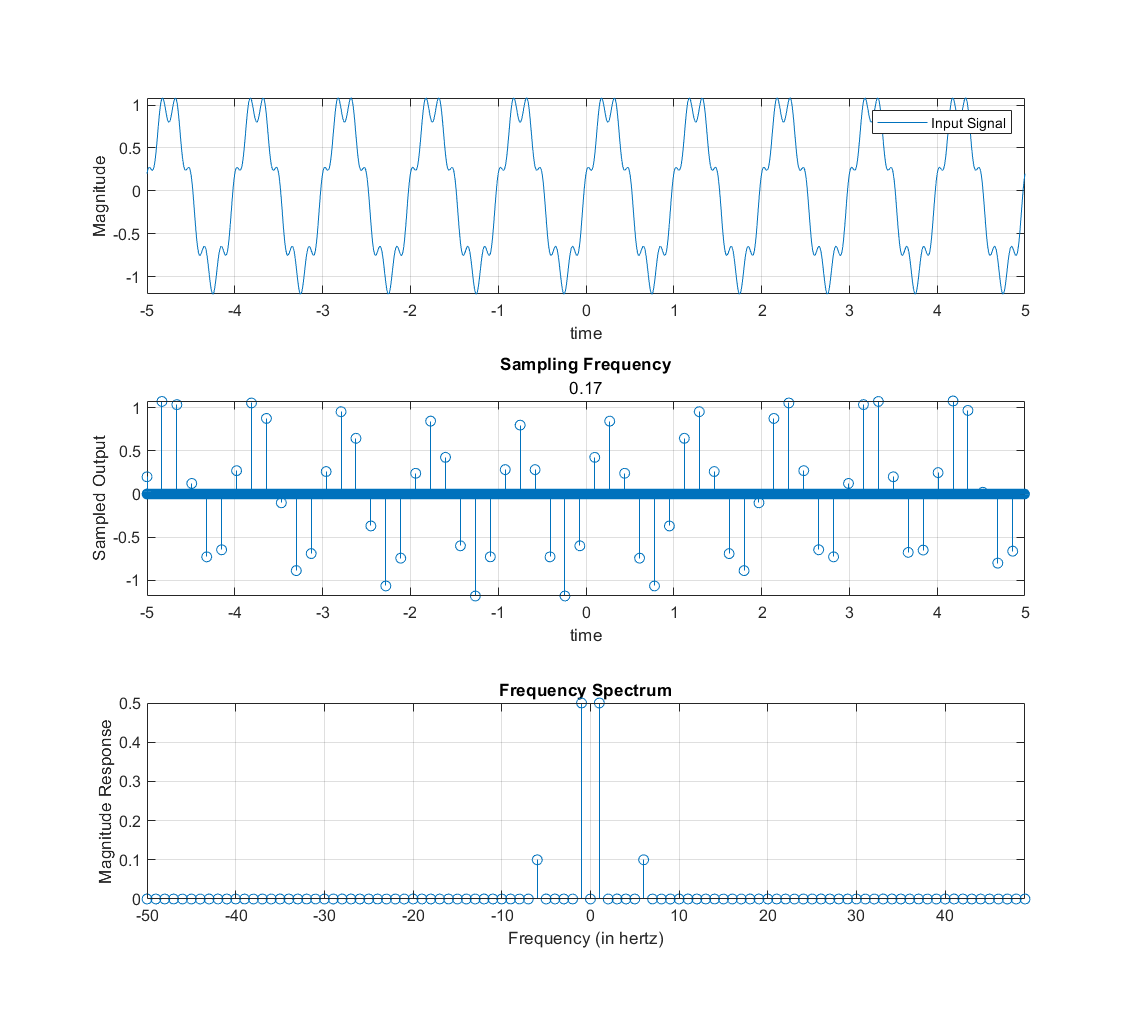 1
0.5
0
-0.5
-1
Magnitude
Input Signal
-5 -4 -3 -2 -1 0 1 2 3 4 5
time
Sampling Frequency
0.17
1
0.5
0
-0.5
-1
Sampled Output
-5 -4 -3 -2 -1 0 1 2 3 4 5
time
Frequency Spectrum
0.5
0.4
0.3
0.2
0.1
0
Magnitude Response
-50 -40 -30 -20 -10 0 10 20 30 40
Frequency (in hertz)